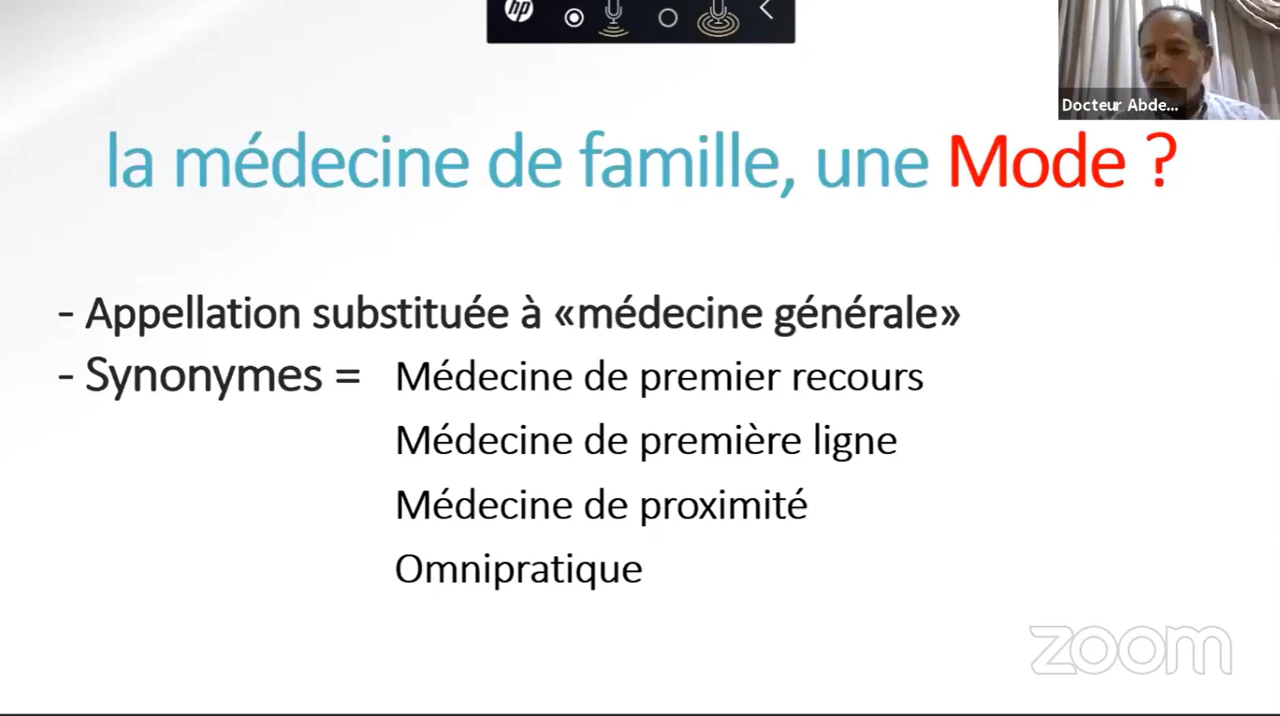 hp
Docteur Abde...
la médecine de famille, une Mode ?
- Appellation substituée à «médecine générale»
- Synonymes = Médecine de premier recours
Médecine de première ligne
Médecine de proximité
Omnipratique
zoom